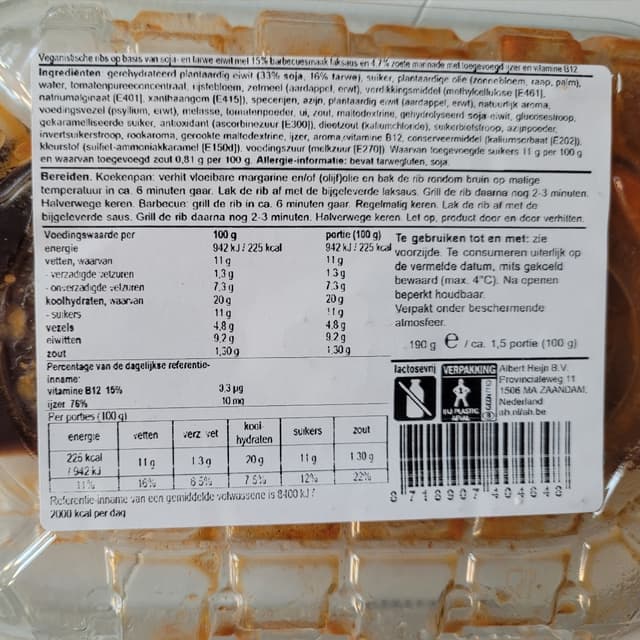 Veganistische ribs op basis van soja- en tarwe eiwit met 15% barbecuesmaak laksaus en 4,7% zoete marinade met toegevoegd ijzer en vitamine B12
Ingrediënten gerehydrateerd plantaardig eiwit (33% soja, 16% tarwe), suiker, plantaardige olie (zonnebloem, raap, palm),
water, tomatenpureeconcentraat, rijstebloem, zetmeel (aardappel, erwt), verdikkingsmiddel (methylcellulose [E461],
natriumalginaat [E401], xanthaangom [E415]), specerijen, azijn, plantaardig eiwit (aardappel, erwt), natuurlijk aroma,
voedingsvezel (psyllium, erwt), melasse, tomatenpoeder, ui, zout, maltodextrine, gehydrolyseerd soja-eiwit, glucosestroop,
gekarameliseerde suiker, antioxidant (ascorbinezuur [E300]), dieetzout (kaliumchloride), suikerbietstroop, azijnpoeder,
invertsuikerstroop, rookaroma, gerookte maltodextrine, ijzer, aroma, vitamine B12, conserveermiddel (kaliumsorbaat [E202]),
kleurstof (sulfiet-ammoniakkaramel [E150d]), voedingszuur (melkzuur [E270]). Waarvan toegevoegde suikers 11 g per 100 g
en waarvan toegevoegd zout 0,81 g per 100 g. Allergie-informatie: bevat tarwegluten, soja.
Bereiden. Koekenpan: verhit vloeibare margarine en/of (olijf)olie en bak de rib rondom bruin op matige
temperatuur in ca. 6 minuten gaar. Lak de rib af met de bijgeleverde laksaus. Grill de rib daarna nog 2-3 minuten.
Halverwege keren. Barbecue: grill de rib in ca. 6 minuten gaar. Regelmatig keren. Lak de rib af met de
bijgeleverde saus. Grill de rib daarna nog 2-3 minuten. Halverwege keren. Let op, product door en door verhitten.
Voedingswaarde per 100 g portie (100 g)
energie 942 kJ / 225 kcal 942 kJ / 225 kcal
vetten, waarvan 11 g 11 g
- verzadigde vetzuren 1,3 g 1,3 g
- onverzadigde vetzuren 7,3 g 7,3 g
koolhydraten, waarvan 20 g 20 g
- suikers 11 g 11 g
vezels 4,8 g 4,8 g
eiwitten 9,2 g 9,2 g
zout 1,30 g 1,30 g
Percentage van de dagelijkse referentie-
inname:
vitamine B12 15% 3,3 µg
ijzer 76% 10 mg
Per porties (100 g)
energie vetten verz vet kool- hydraten suikers zout
225 kcal / 942 kJ 11 g 1.3 g 20 g 11 g 1.30 g
11% 16% 6.5% 7.5% 12% 22%
Referentie-inname van een gemiddelde volwassene is 8400 kJ /
2000 kcal per dag
Te gebruiken tot en met: zie
voorzijde. Te consumeren uiterlijk op
de vermelde datum, mits gekoeld
bewaard (max. 4°C). Na openen
beperkt houdbaar.
Verpakt onder beschermende
atmosfeer.
190 g e / ca. 1,5 portie (100 g)
lactosevrij
VERPAKKING
BIJ PLASTIC
AFVAL
Albert Heijn B.V.
Provincialeweg 11
1506 MA ZAANDAM,
Nederland
ah.nl/ah.be
8 718907 404648